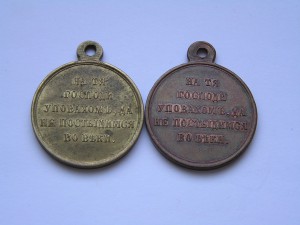 НА ТЯ
ГОСПОДИ
УПОВАХОМЪ, ДА
НЕ ПОСТЫДИМСЯ
ВО ВѢКИ.
НА ТЯ
ГОСПОДИ
УПОВАХОМЪ, ДА
НЕ ПОСТЫДИМСЯ
ВО ВѢКИ.